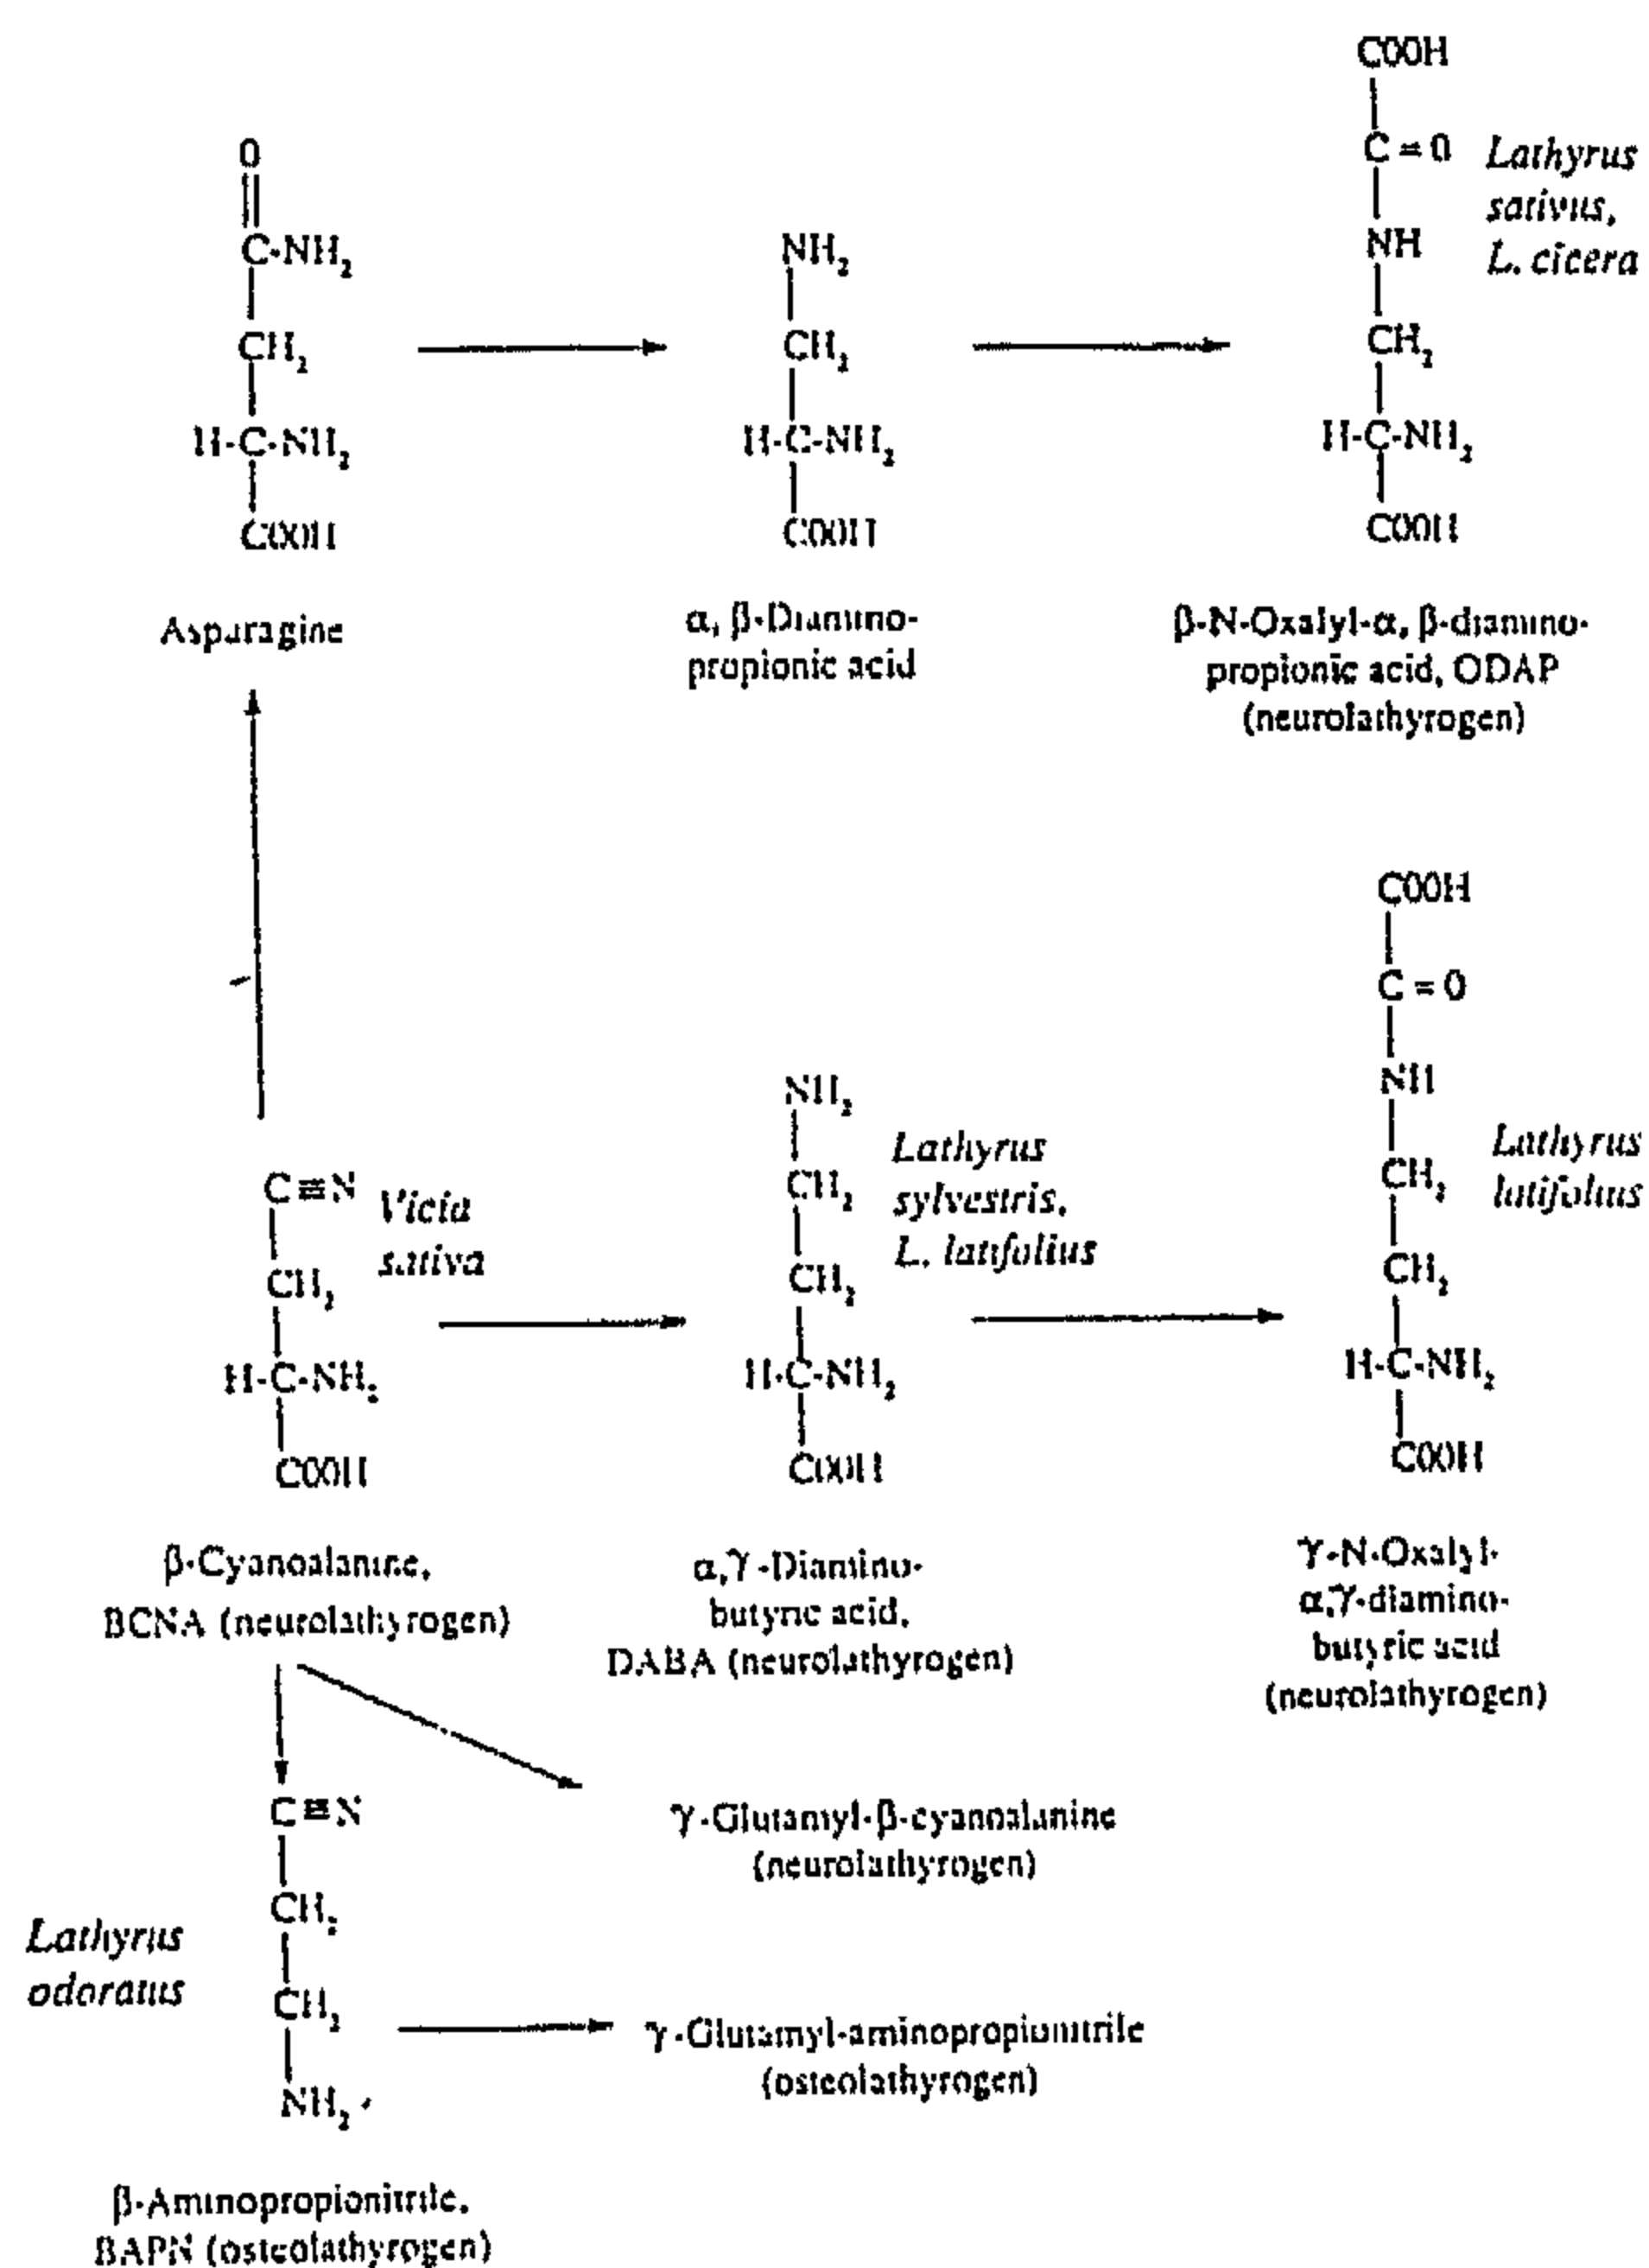 COOH
C=O
NH
CH₂
H-C-NH₂
COOH
Lathyrus
sativus,
L. cicera
O
C-NH₂
CH₂
H-C-NH₂
COOH
NH₂
CH₂
H-C-NH₂
COOH
Asparagine
α, β-Diamino-
propionic acid
β-N-Oxalyl-α, β-diamino-
propionic acid, ODAP
(neurolathyrogen)
C≡N
CH₂
H-C-NH₂
COOH
Vicia
sativa
NH₂
CH₂
CH₂
H-C-NH₂
COOH
Lathyrus
sylvestris,
L. latifolius
COOH
C=O
NH
CH₂
CH₂
H-C-NH₂
COOH
Lathyrus
latifolius
β-Cyanoalanine,
BCNA (neurolathyrogen)
α,γ-Diamino-
butyric acid,
DABA (neurolathyrogen)
γ-N-Oxalyl-
α,γ-diamino-
butyric acid
(neurolathyrogen)
C≡N
CH₂
CH₂
NH₂
Lathyrus
odoratus
γ-Glutamyl-β-cyanoalanine
(neurolathyrogen)
γ-Glutamyl-aminopropionitrile
(osteolathyrogen)
β-Aminopropionitrile,
BAPN (osteolathyrogen)